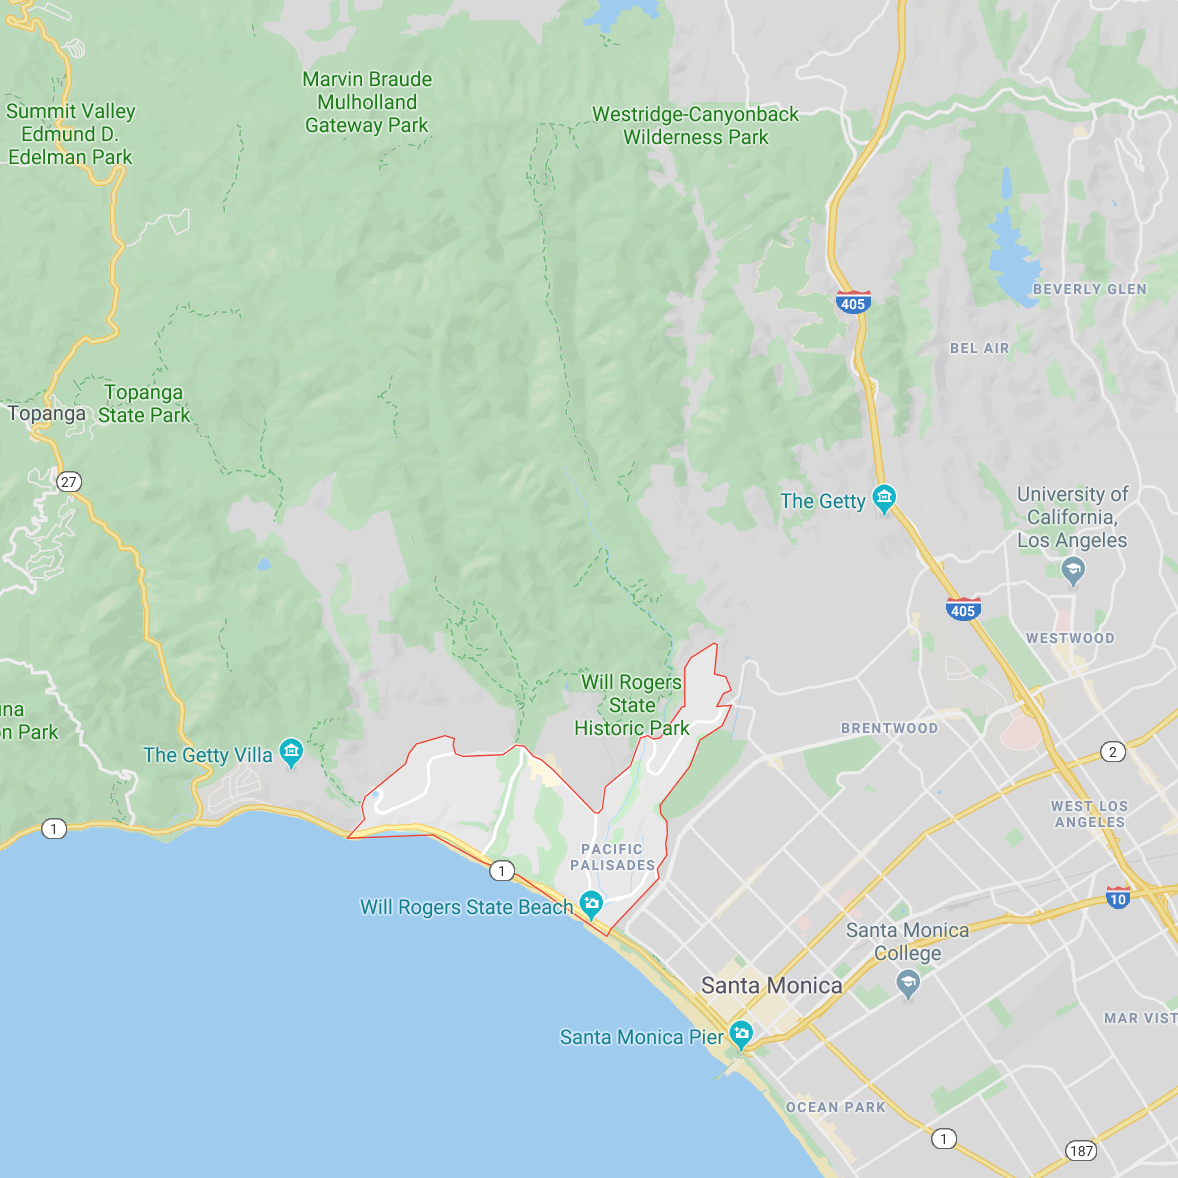 Marvin Braude
Mulholland
Gateway Park
Summit Valley
Edmund D.
Edelman Park
Westridge-Canyonback
Wilderness Park
BEVERLY GLEN
405
BEL AIR
Topanga
State Park
Topanga
27
The Getty
University of
California,
Los Angeles
405
WESTWOOD
Will Rogers
State
Historic Park
una
on Park
The Getty Villa
BRENTWOOD
2
WEST LOS
ANGELES
1
PACIFIC
PALISADES
1
Will Rogers State Beach
10
Santa Monica
College
Santa Monica
MAR VIST
Santa Monica Pier
OCEAN PARK
1
187